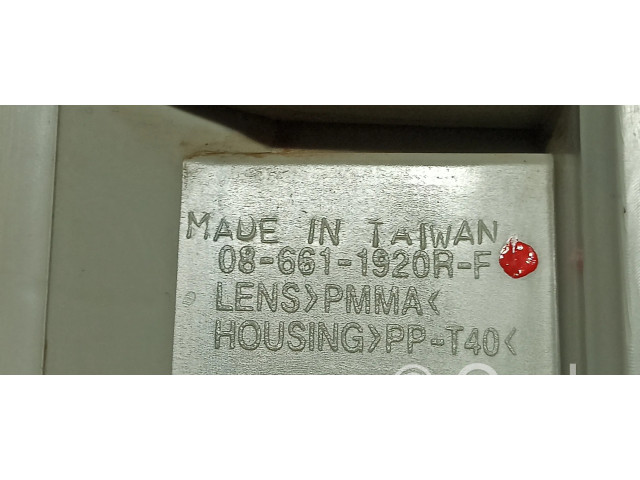 MADE IN TAIWAN
08-661-1920R-F
LENS>PMMA<
HOUSING>PP-T40<